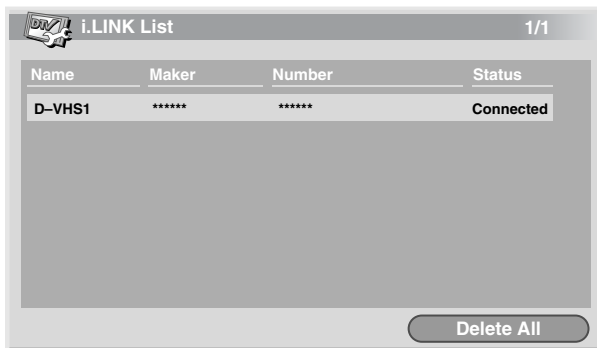 DTV i.LINK List 1/1
Name Maker Number Status
D–VHS1 ****** ****** Connected
Delete All